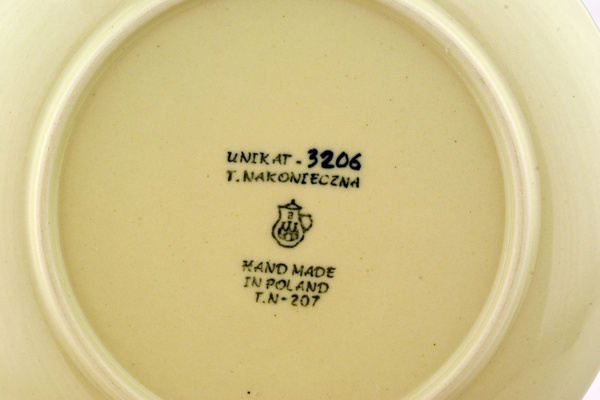 UNIKAT - 3206
T. NAKONIECZNA
HAND MADE
IN POLAND
T.N - 207